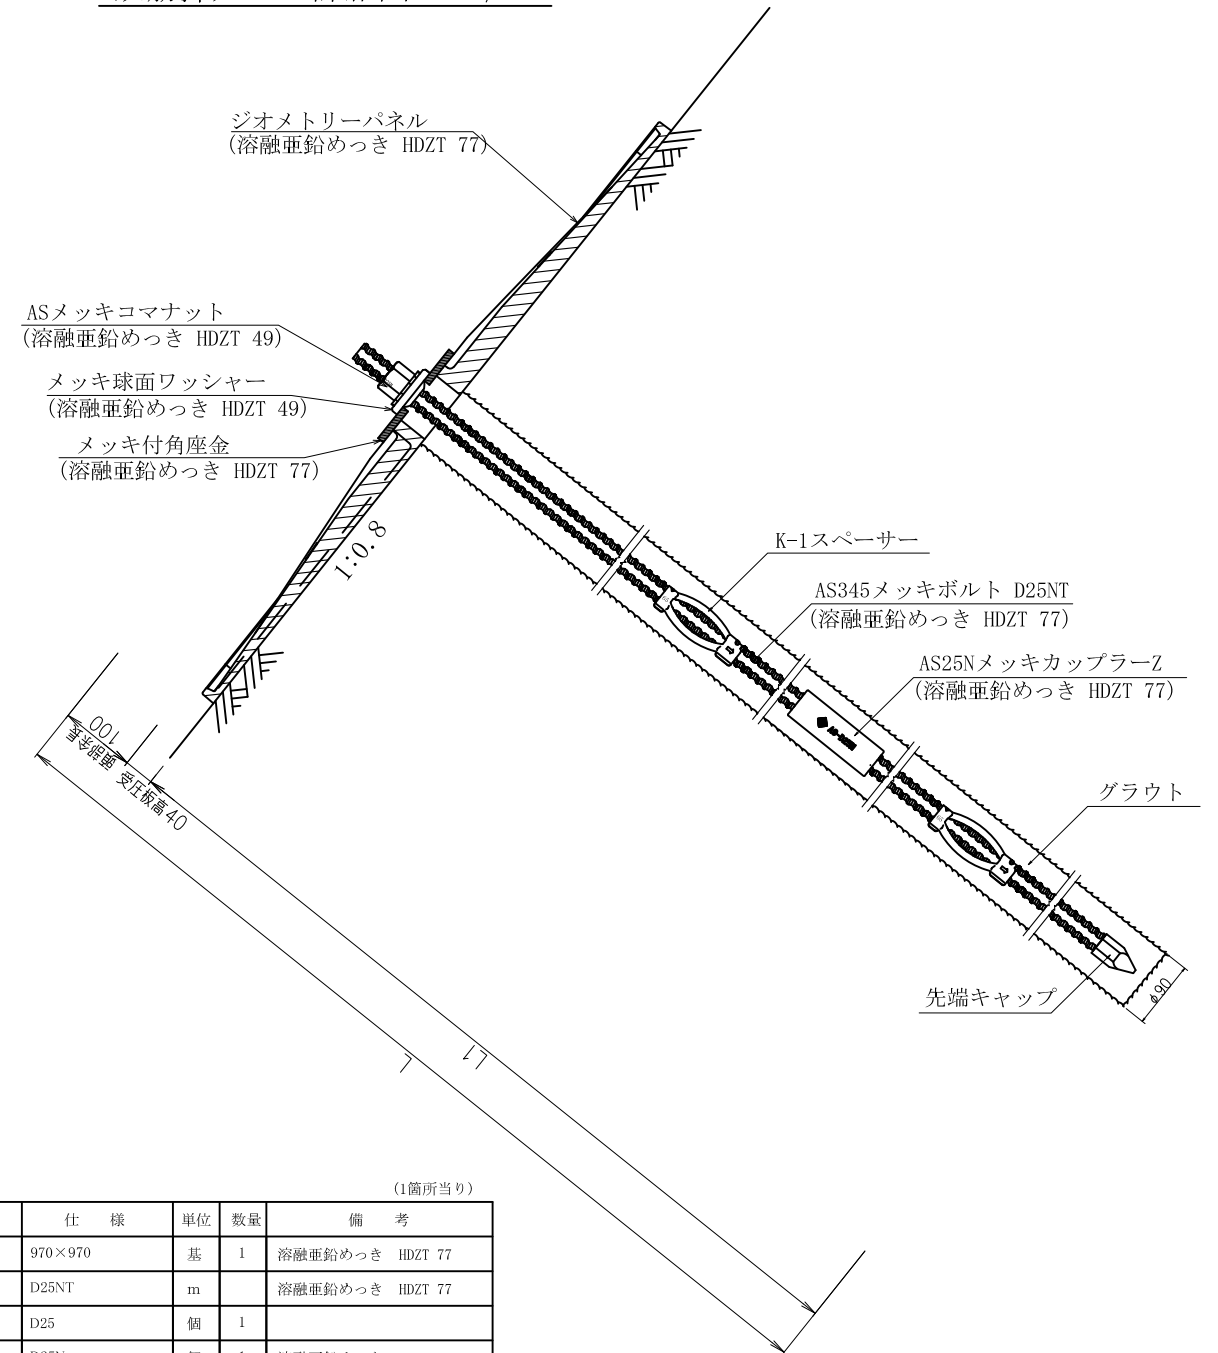 ジオメトリーパネル
(溶融亜鉛めっき HDZT 77)
ASメッキコマナット
(溶融亜鉛めっき HDZT 49)
メッキ球面ワッシャー
(溶融亜鉛めっき HDZT 49)
メッキ付角座金
(溶融亜鉛めっき HDZT 77)
1:0.8
K-1スペーサー
AS345メッキボルト D25NT
(溶融亜鉛めっき HDZT 77)
AS25NメッキカップラーZ
(溶融亜鉛めっき HDZT 77)
グラウト
先端キャップ
φ90
100
頭部余長
受圧板高40
L1
L
(1箇所当り)
仕 様 単位 数量 備 考
970×970 基 1 溶融亜鉛めっき HDZT 77
D25NT m 溶融亜鉛めっき HDZT 77
D25 個 1